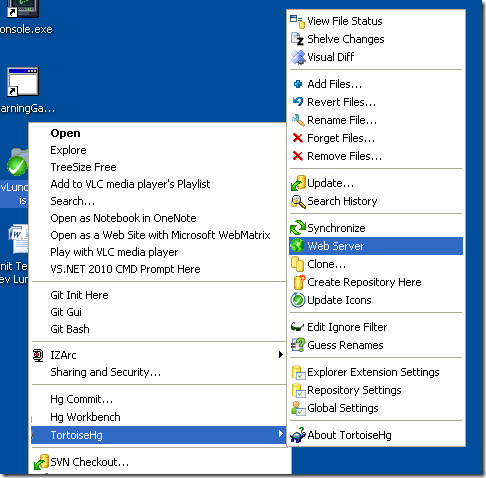 onsole.exe
arningGa...
vLunc
is
nit Te
ev Lun
Open
Explore
TreeSize Free
Add to VLC media player's Playlist
Search...
Open as Notebook in OneNote
Open as a Web Site with Microsoft WebMatrix
Play with VLC media player
VS.NET 2010 CMD Prompt Here
Git Init Here
Git Gui
Git Bash
IZArc
Sharing and Security...
Hg Commit...
Hg Workbench
TortoiseHg
SVN Checkout...
View File Status
Shelve Changes
Visual Diff
Add Files...
Revert Files...
Rename File...
Forget Files...
Remove Files...
Update...
Search History
Synchronize
Web Server
Clone...
Create Repository Here
Update Icons
Edit Ignore Filter
Guess Renames
Explorer Extension Settings
Repository Settings
Global Settings
About TortoiseHg